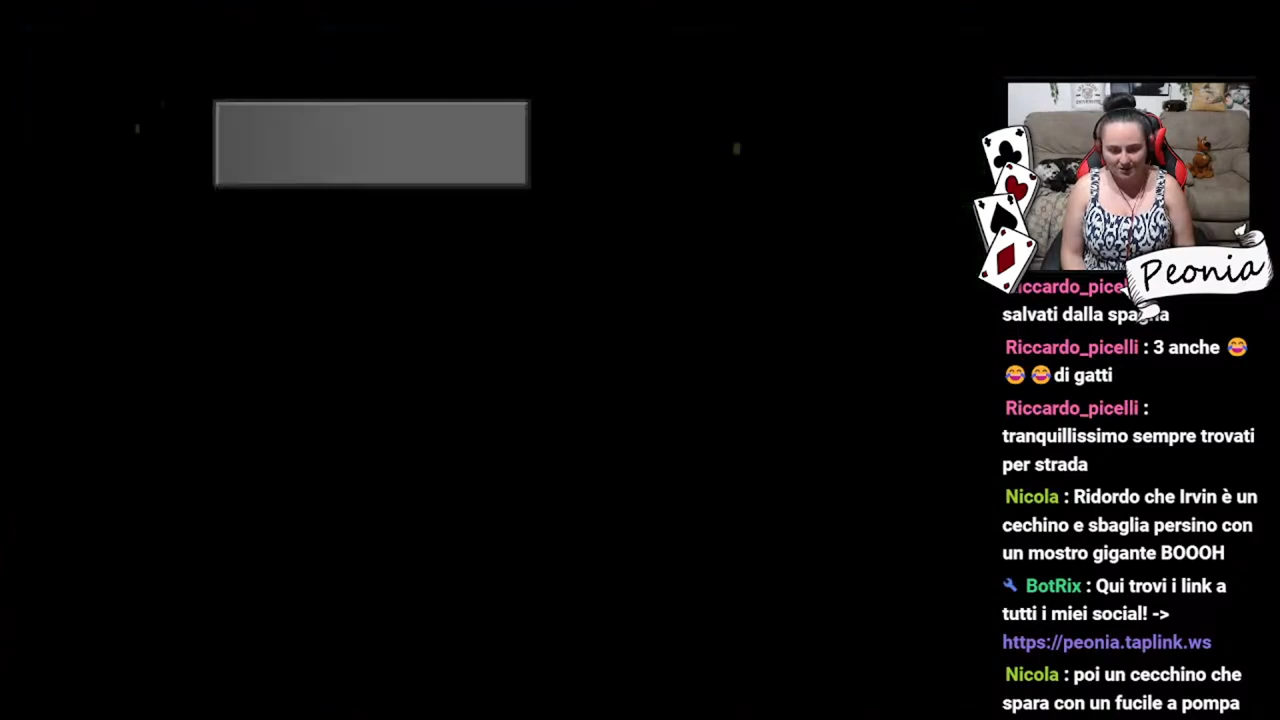 Peonia
Riccardo_picelli
salvati dalla spagna
Riccardo_picelli : 3 anche 😂
😂 😂 di gatti
Riccardo_picelli :
tranquillissimo sempre trovati
per strada
Nicola : Ridordo che Irvin è un
cechino e sbaglia persino con
un mostro gigante BOOOH
BotRix : Qui trovi i link a
tutti i miei social! ->
https://peonia.taplink.ws
Nicola : poi un cecchino che
spara con un fucile a pompa